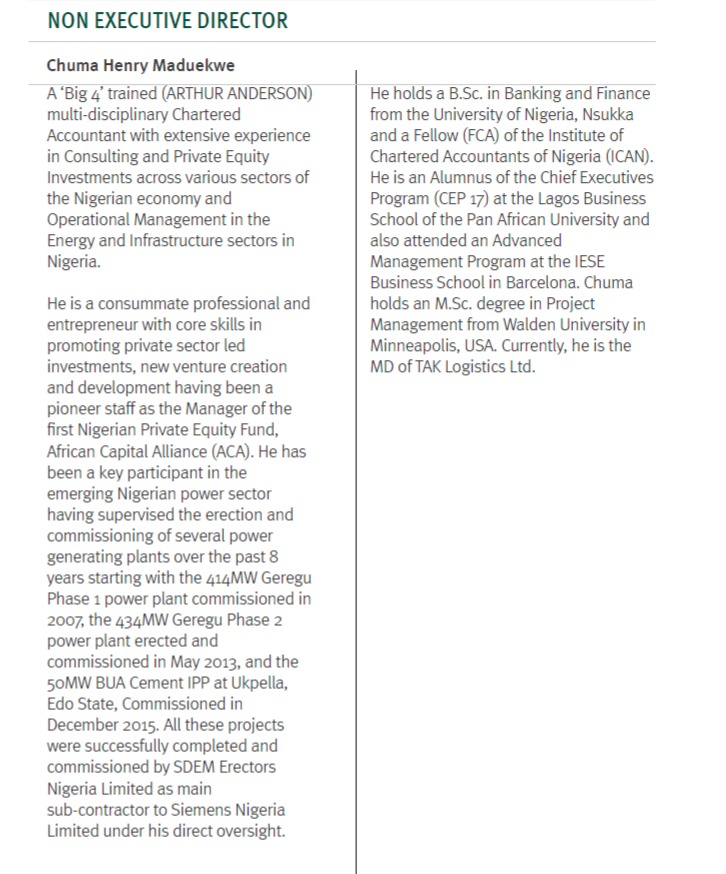 NON EXECUTIVE DIRECTOR
Chuma Henry Maduekwe
A ‘Big 4’ trained (ARTHUR ANDERSON)
multi-disciplinary Chartered
Accountant with extensive experience
in Consulting and Private Equity
Investments across various sectors of
the Nigerian economy and
Operational Management in the
Energy and Infrastructure sectors in
Nigeria.
He is a consummate professional and
entrepreneur with core skills in
promoting private sector led
investments, new venture creation
and development having been a
pioneer staff as the Manager of the
first Nigerian Private Equity Fund,
African Capital Alliance (ACA). He has
been a key participant in the
emerging Nigerian power sector
having supervised the erection and
commissioning of several power
generating plants over the past 8
years starting with the 414MW Geregu
Phase 1 power plant commissioned in
2007, the 434MW Geregu Phase 2
power plant erected and
commissioned in May 2013, and the
50MW BUA Cement IPP at Ukpella,
Edo State, Commissioned in
December 2015. All these projects
were successfully completed and
commissioned by SDEM Erectors
Nigeria Limited as main
sub-contractor to Siemens Nigeria
Limited under his direct oversight.
He holds a B.Sc. in Banking and Finance
from the University of Nigeria, Nsukka
and a Fellow (FCA) of the Institute of
Chartered Accountants of Nigeria (ICAN).
He is an Alumnus of the Chief Executives
Program (CEP 17) at the Lagos Business
School of the Pan African University and
also attended an Advanced
Management Program at the IESE
Business School in Barcelona. Chuma
holds an M.Sc. degree in Project
Management from Walden University in
Minneapolis, USA. Currently, he is the
MD of TAK Logistics Ltd.